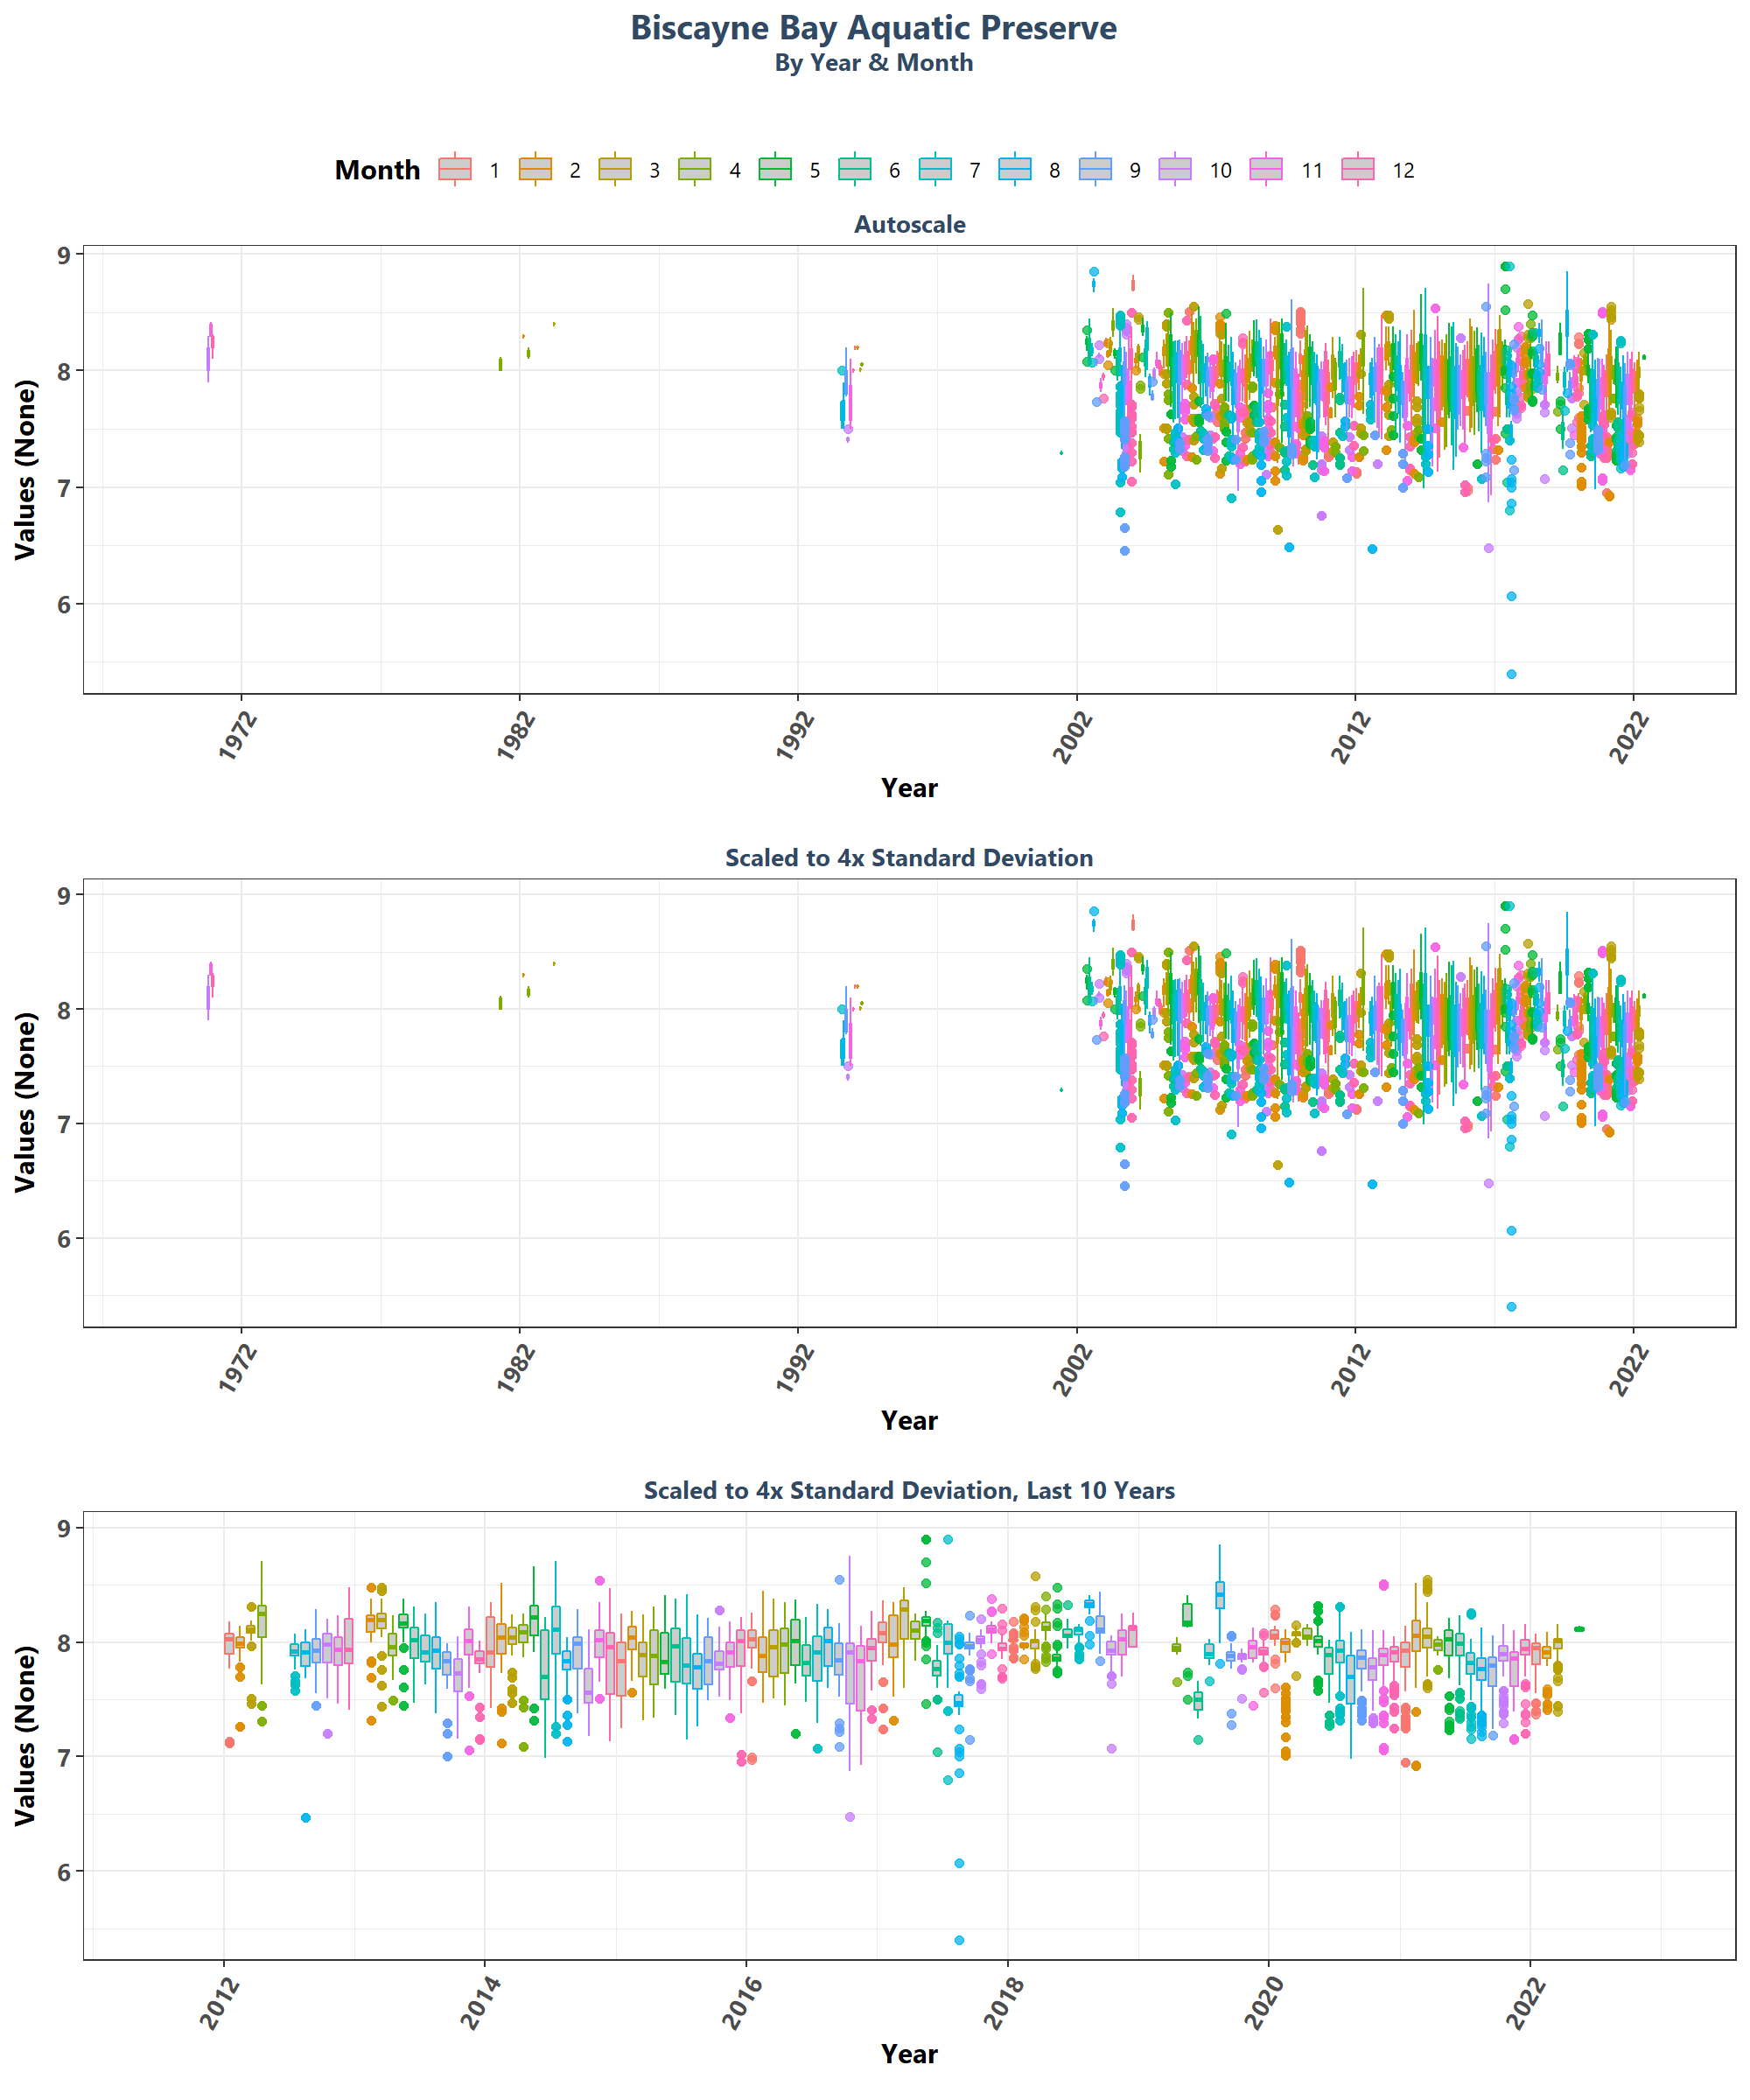 Biscayne Bay Aquatic Preserve
By Year & Month
Month 1 2 3 4 5 6 7 8 9 10 11 12
Autoscale
Values (None)
9
8
7
6
1972 1982 1992 2002 2012 2022
Year
Scaled to 4x Standard Deviation
Values (None)
9
8
7
6
1972 1982 1992 2002 2012 2022
Year
Scaled to 4x Standard Deviation, Last 10 Years
Values (None)
9
8
7
6
2012 2014 2016 2018 2020 2022
Year